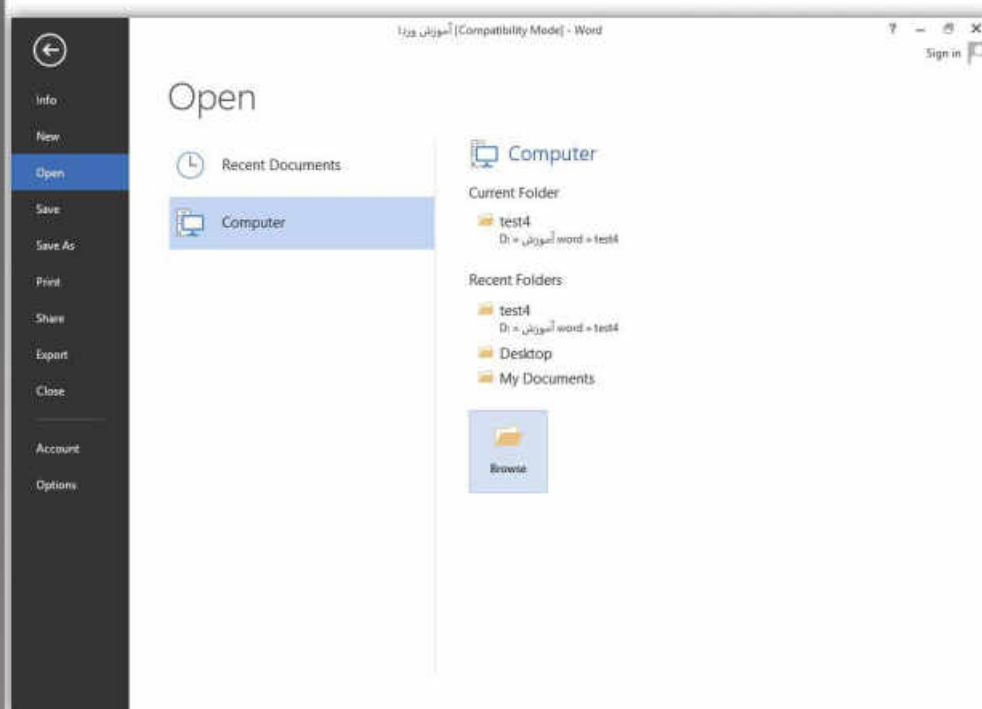 آموزش وردا [Compatibility Mode] - Word
?
Sign in
Info
New
Open
Save
Save As
Print
Share
Export
Close
Account
Options
Open
Recent Documents
Computer
Computer
Current Folder
test4
D: » آموزش word » test4
Recent Folders
test4
D: » آموزش word » test4
Desktop
My Documents
Browse